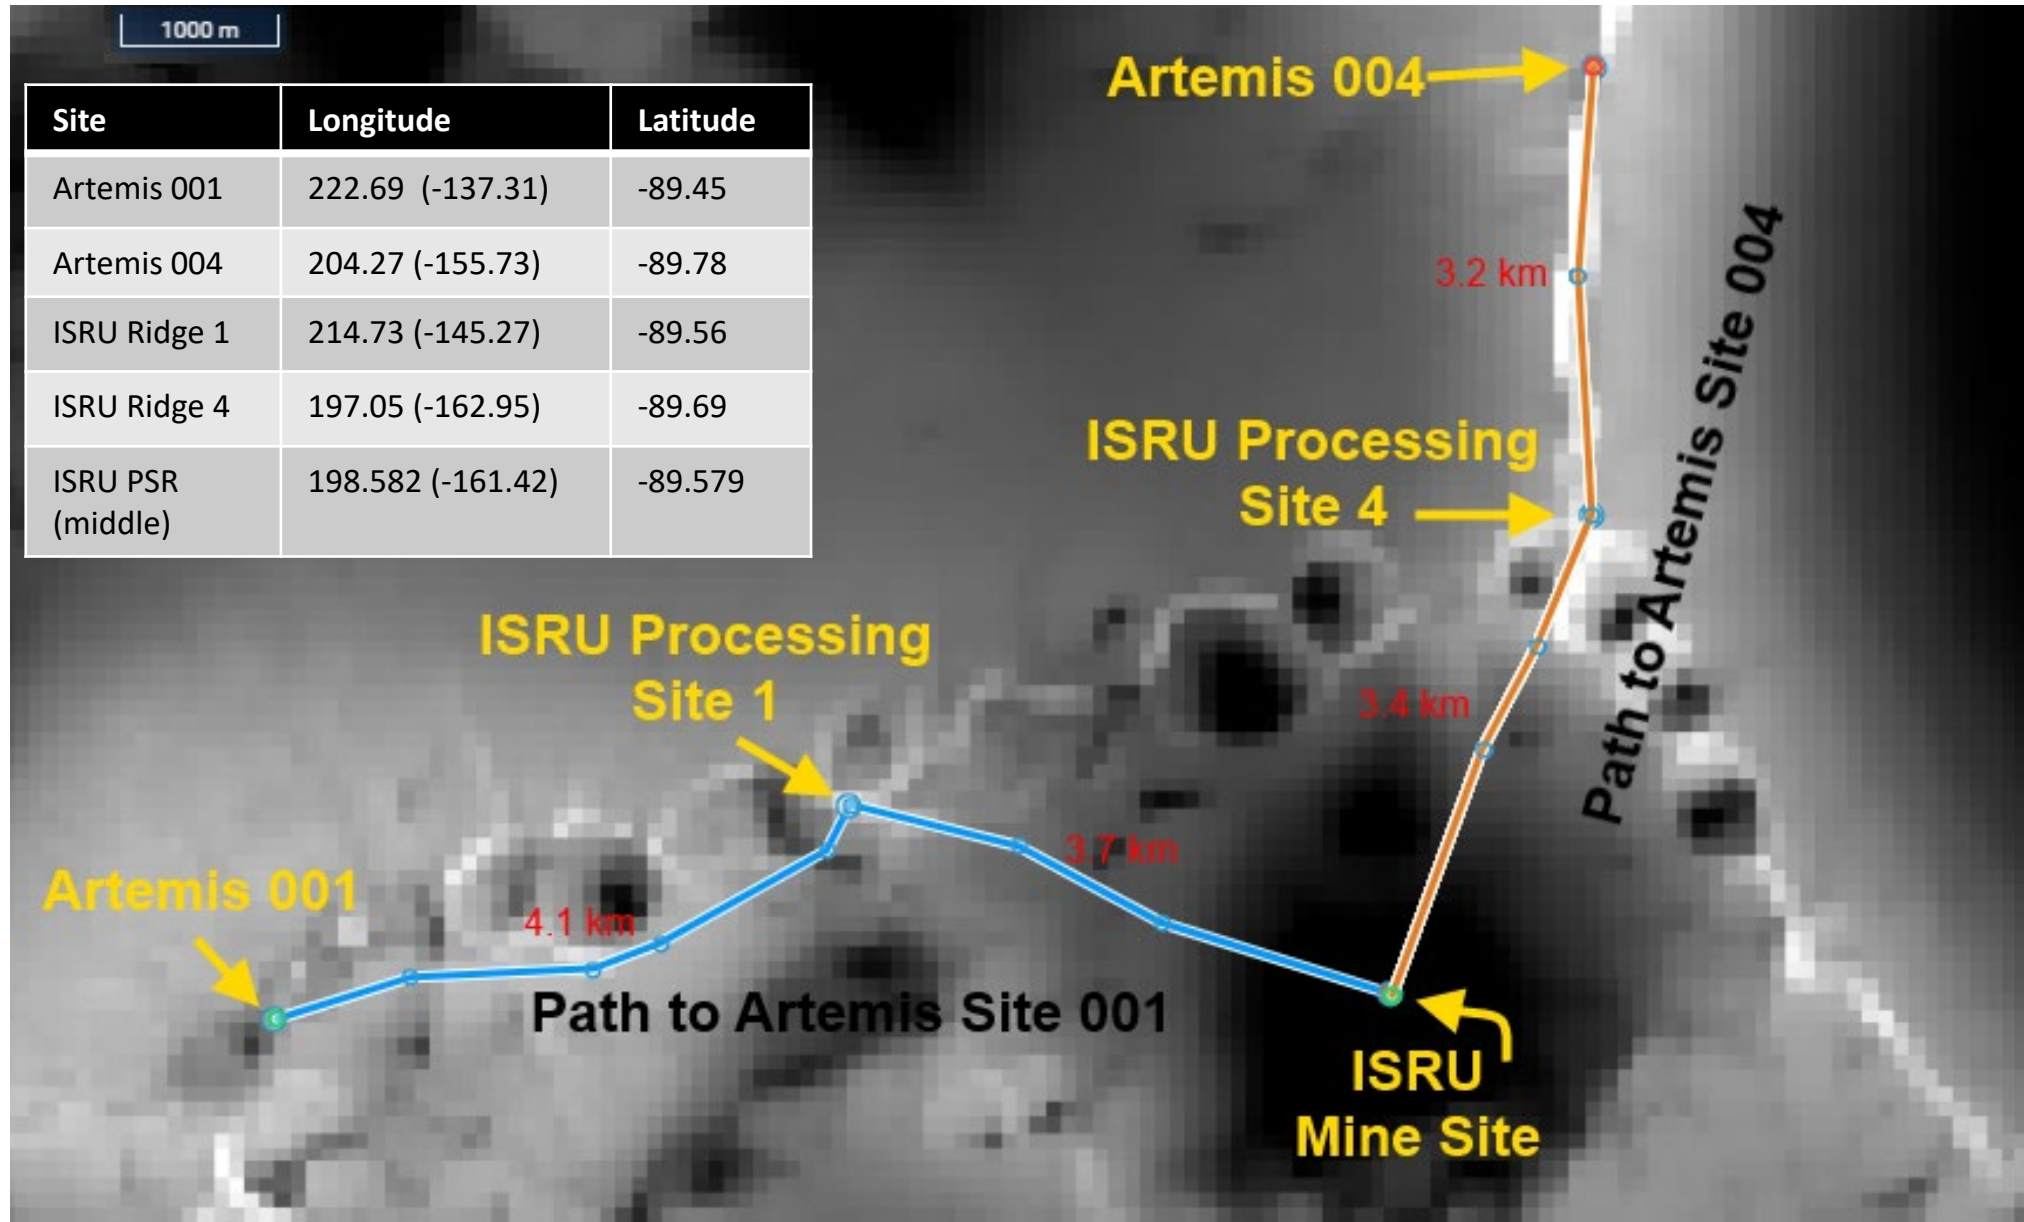 1000 m
Site Longitude Latitude
Artemis 001 222.69 (-137.31) -89.45
Artemis 004 204.27 (-155.73) -89.78
ISRU Ridge 1 214.73 (-145.27) -89.56
ISRU Ridge 4 197.05 (-162.95) -89.69
ISRU PSR
(middle) 198.582 (-161.42) -89.579
Artemis 004
3.2 km
Path to Artemis Site 004
ISRU Processing
Site 4
ISRU Processing
Site 1
3.4 km
3.7 km
Artemis 001
4.1 km
Path to Artemis Site 001
ISRU
Mine Site